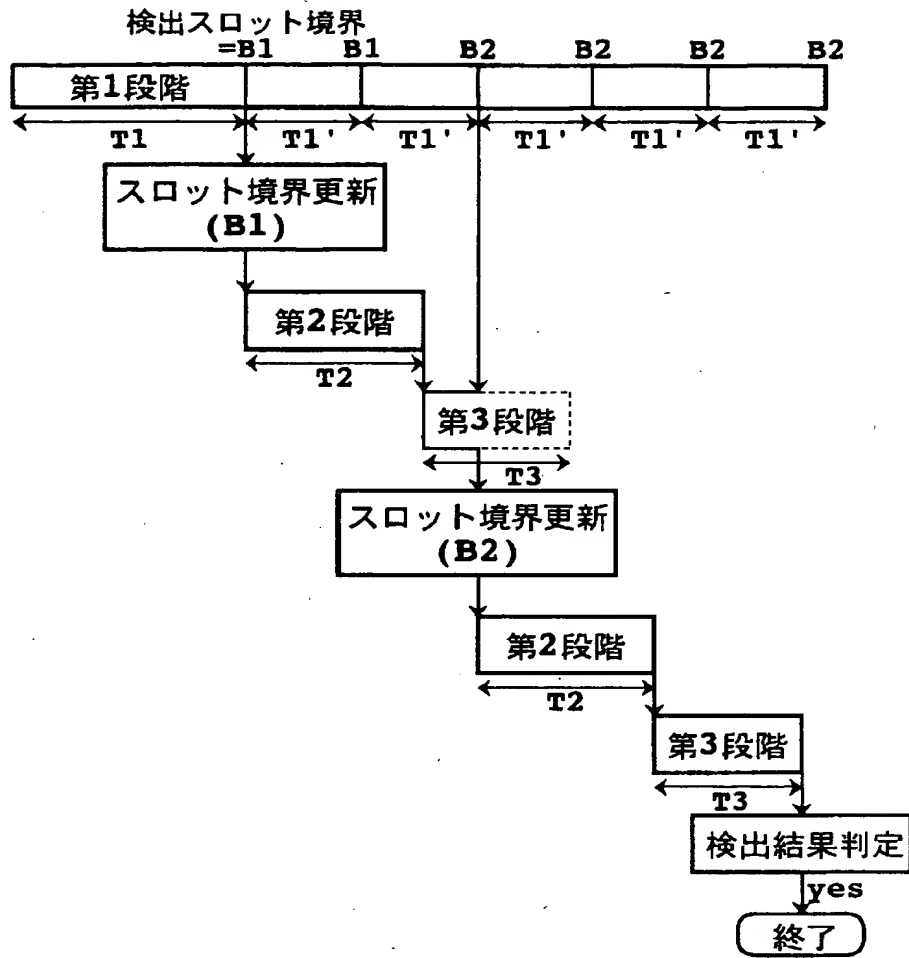 検出スロット境界
=B1 B1 B2 B2 B2 B2
第1段階
T1 T1' T1' T1' T1' T1'
スロット境界更新
(B1)
第2段階
T2
第3段階
T3
スロット境界更新
(B2)
第2段階
T2
第3段階
T3
検出結果判定
yes
終了